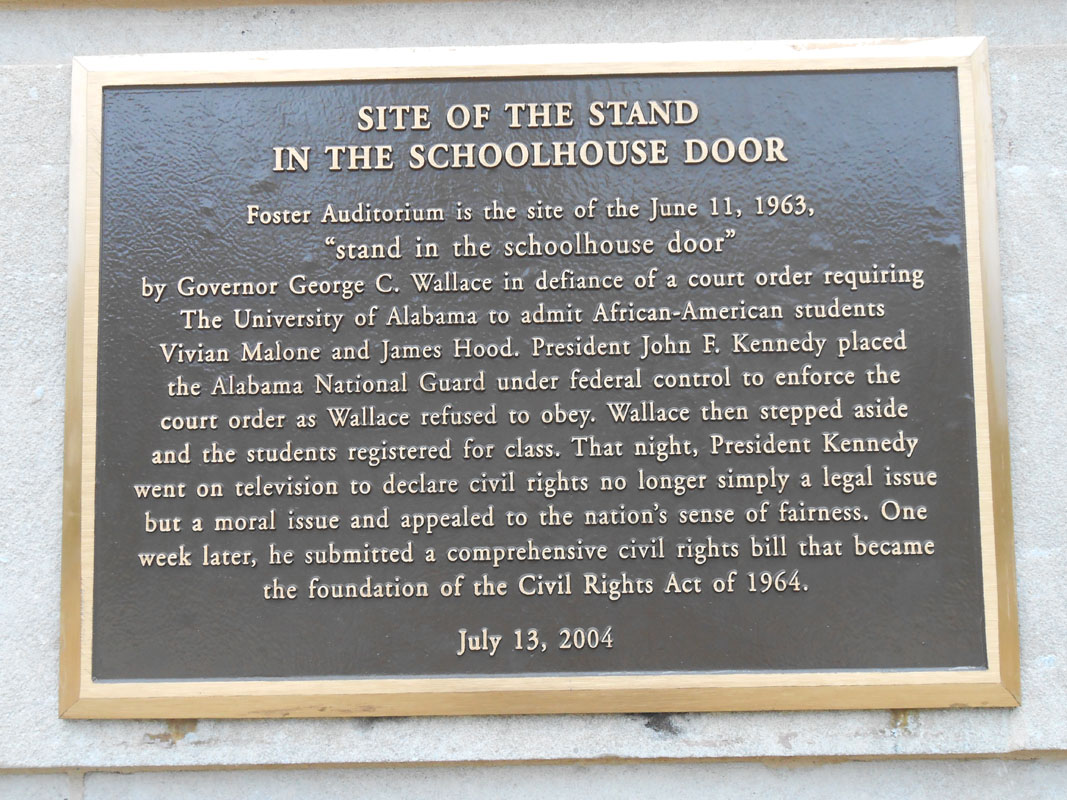 SITE OF THE STAND
IN THE SCHOOLHOUSE DOOR
Foster Auditorium is the site of the June 11, 1963,
“stand in the schoolhouse door”
by Governor George C. Wallace in defiance of a court order requiring
The University of Alabama to admit African-American students
Vivian Malone and James Hood. President John F. Kennedy placed
the Alabama National Guard under federal control to enforce the
court order as Wallace refused to obey. Wallace then stepped aside
and the students registered for class. That night, President Kennedy
went on television to declare civil rights no longer simply a legal issue
but a moral issue and appealed to the nation’s sense of fairness. One
week later, he submitted a comprehensive civil rights bill that became
the foundation of the Civil Rights Act of 1964.
July 13, 2004